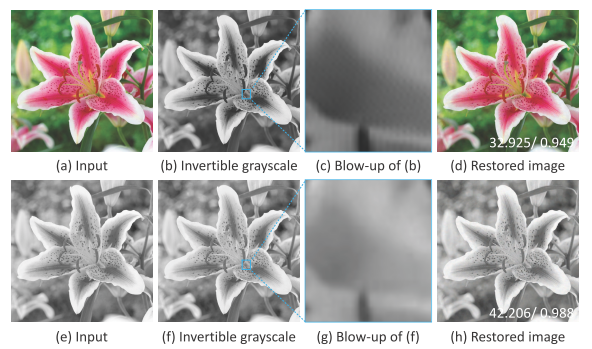 32.925/ 0.949
(a) Input
(b) Invertible grayscale
(c) Blow-up of (b)
(d) Restored image
42.206/ 0.988
(e) Input
(f) Invertible grayscale
(g) Blow-up of (f)
(h) Restored image